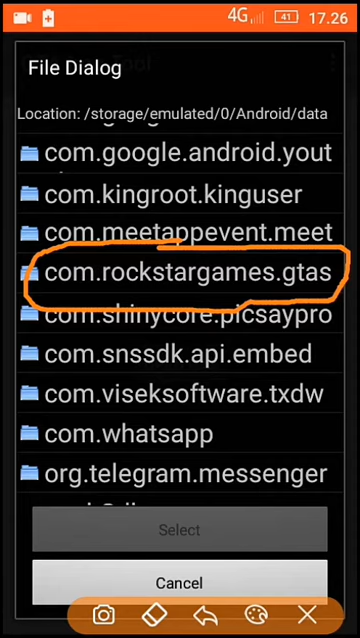 4G 41 17.26
File Dialog
Location: /storage/emulated/0/Android/data
com.google.android.yout
com.kingroot.kinguser
com.meetappevent.meet
com.rockstargames.gtas
com.shinycore.picsaypro
com.snssdk.api.embed
com.viseksoftware.txdw
com.whatsapp
org.telegram.messenger
Select
Cancel